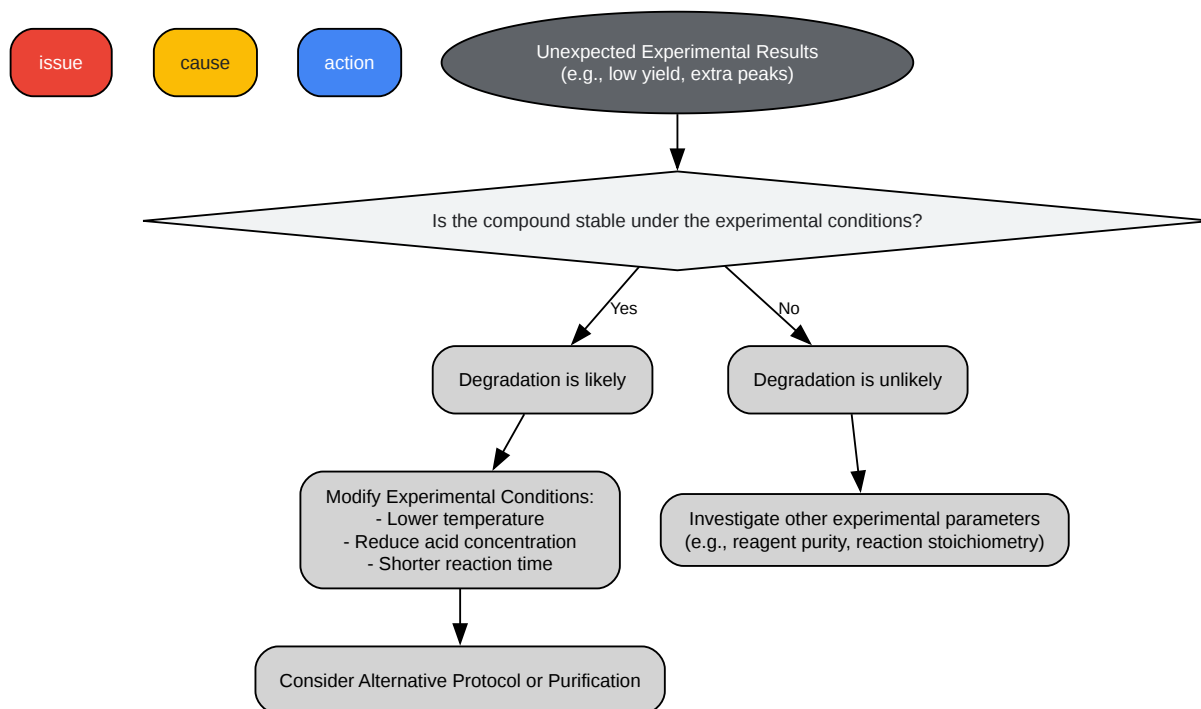 issue
cause
action
Unexpected Experimental Results
(e.g., low yield, extra peaks)
Is the compound stable under the experimental conditions?
Yes
No
Degradation is likely
Degradation is unlikely
Modify Experimental Conditions:
- Lower temperature
- Reduce acid concentration
- Shorter reaction time
Investigate other experimental parameters
(e.g., reagent purity, reaction stoichiometry)
Consider Alternative Protocol or Purification